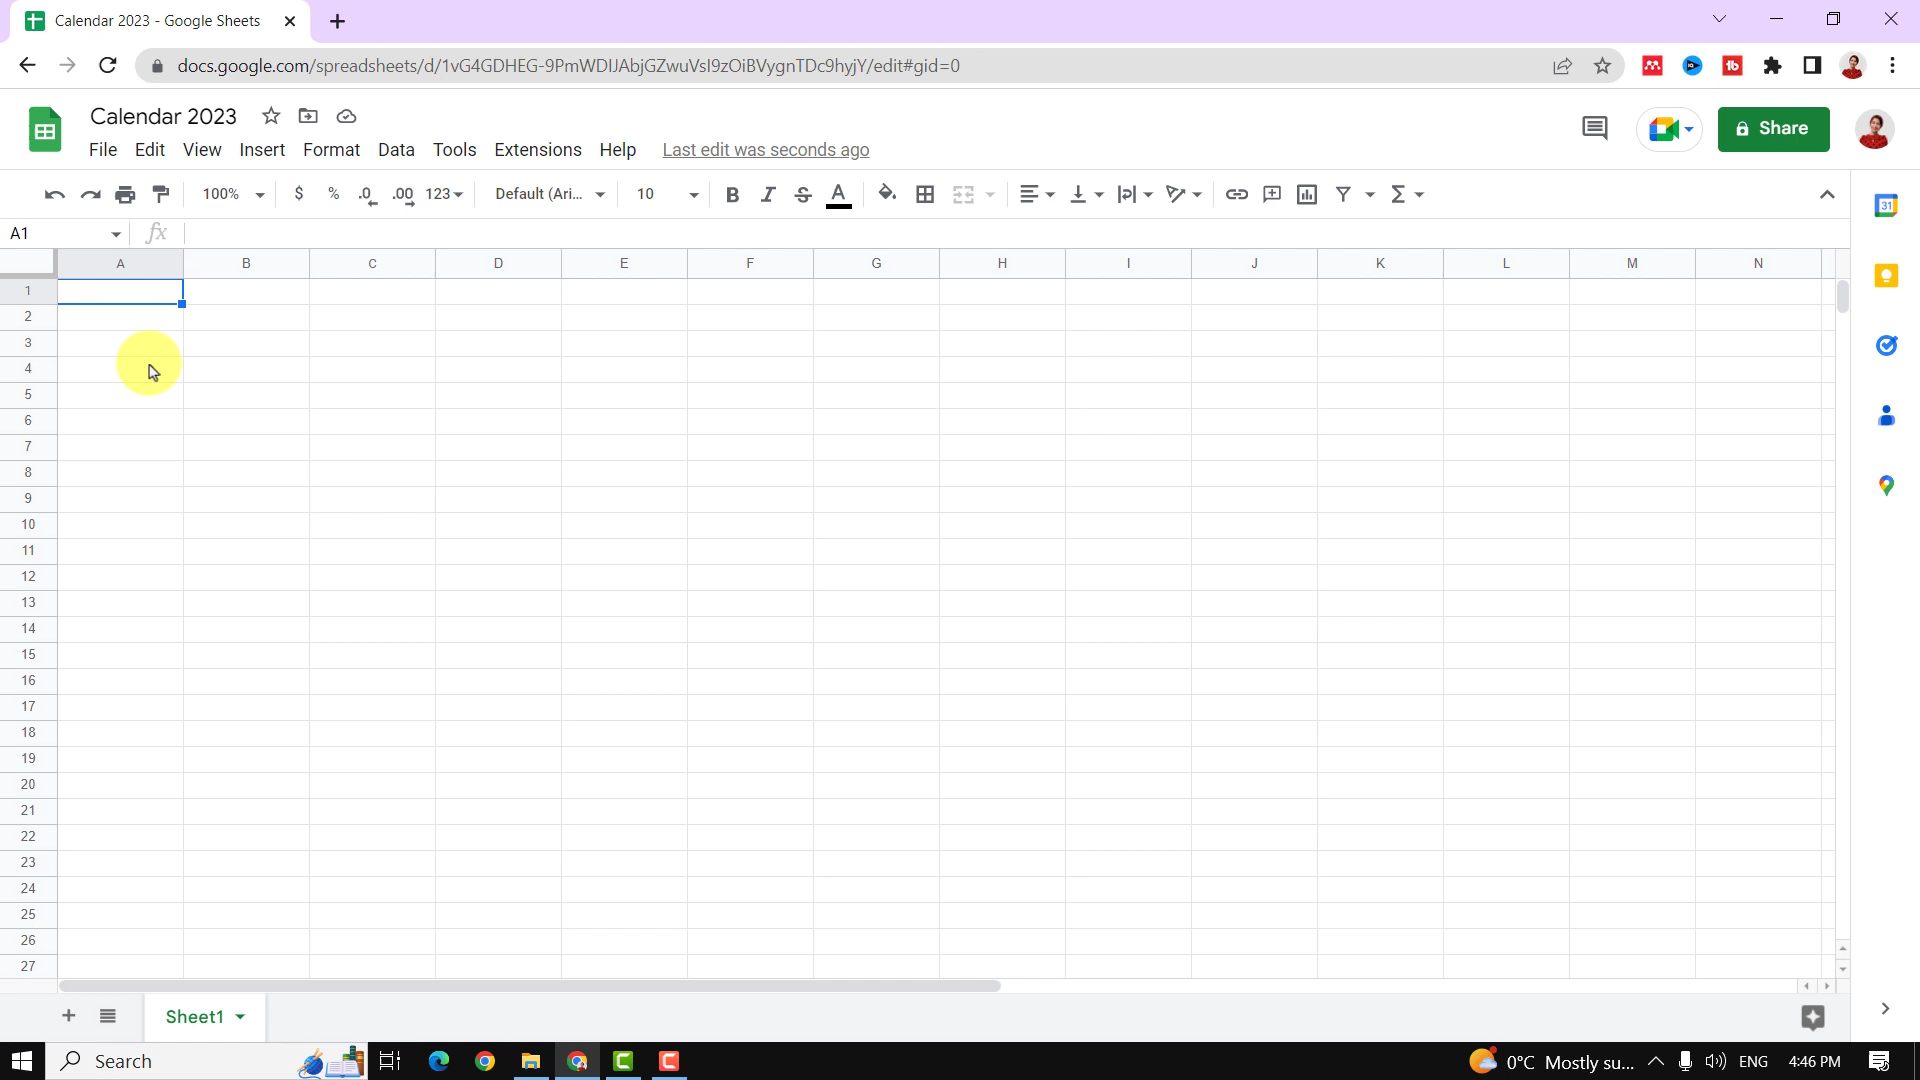 Calendar 2023 - Google Sheets
docs.google.com/spreadsheets/d/1vG4GDHEG-9PmWDIJAbjGZwuVsI9zOiBVygnTDc9hyjY/edit#gid=0
Calendar 2023
File Edit View Insert Format Data Tools Extensions Help Last edit was seconds ago
Share
100% $ % .0 .00 123 Default (Ari... 10 B I S A
A1 fx
A B C D E F G H I J K L M N
1
2
3
4
5
6
7
8
9
10
11
12
13
14
15
16
17
18
19
20
21
22
23
24
25
26
27
Sheet1
Search 0°C Mostly su... ENG 4:46 PM